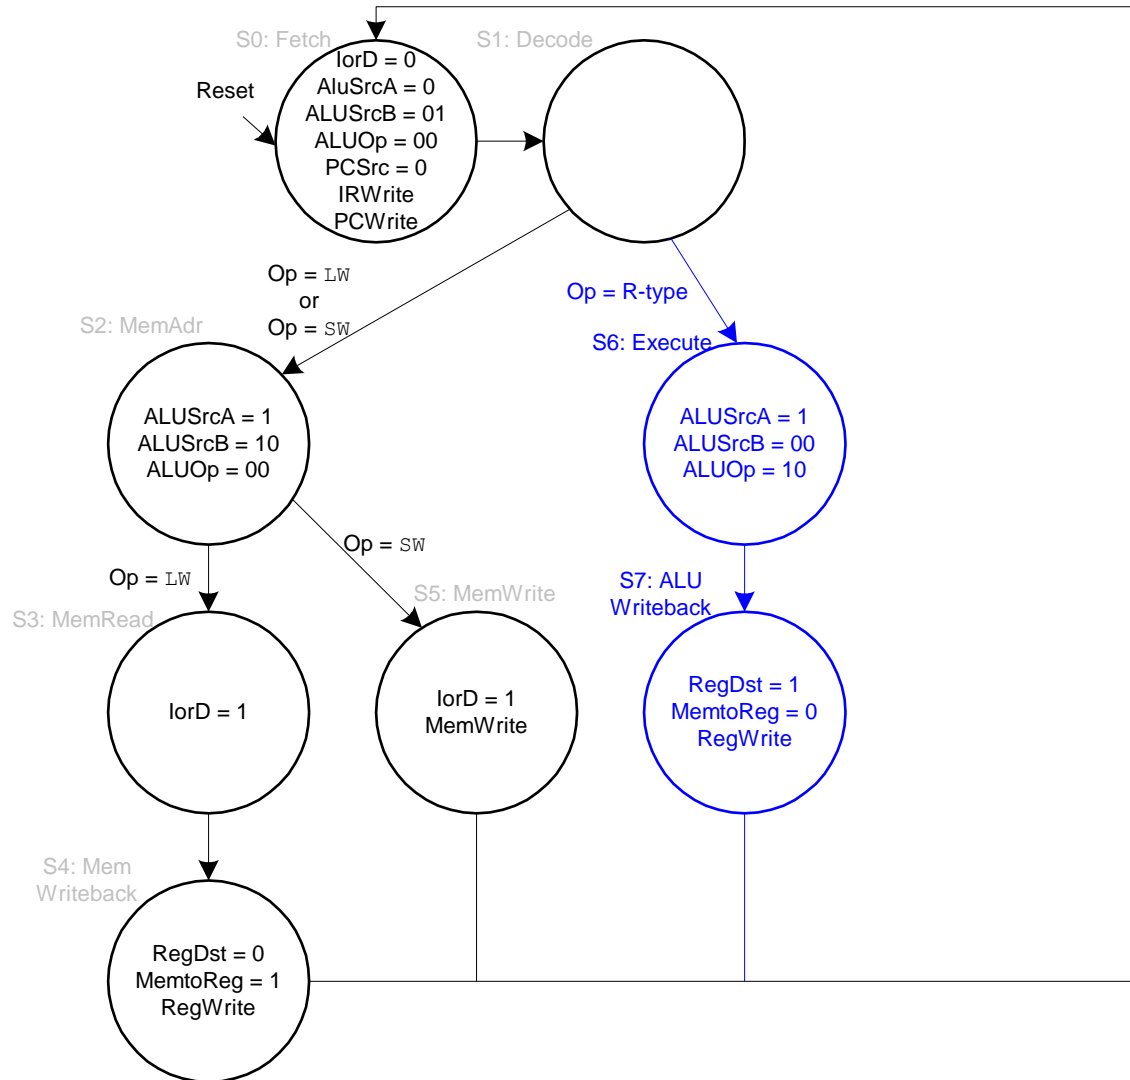 S0: Fetch
S1: Decode
Reset
IorD = 0
AluSrcA = 0
ALUSrcB = 01
ALUOp = 00
PCSrc = 0
IRWrite
PCWrite
Op = LW
or
Op = SW
Op = R-type
S2: MemAdr
S6: Execute
ALUSrcA = 1
ALUSrcB = 10
ALUOp = 00
ALUSrcA = 1
ALUSrcB = 00
ALUOp = 10
Op = SW
Op = LW
S7: ALU
Writeback
S5: MemWrite
S3: MemRead
IorD = 1
IorD = 1
MemWrite
RegDst = 1
MemtoReg = 0
RegWrite
S4: Mem
Writeback
RegDst = 0
MemtoReg = 1
RegWrite